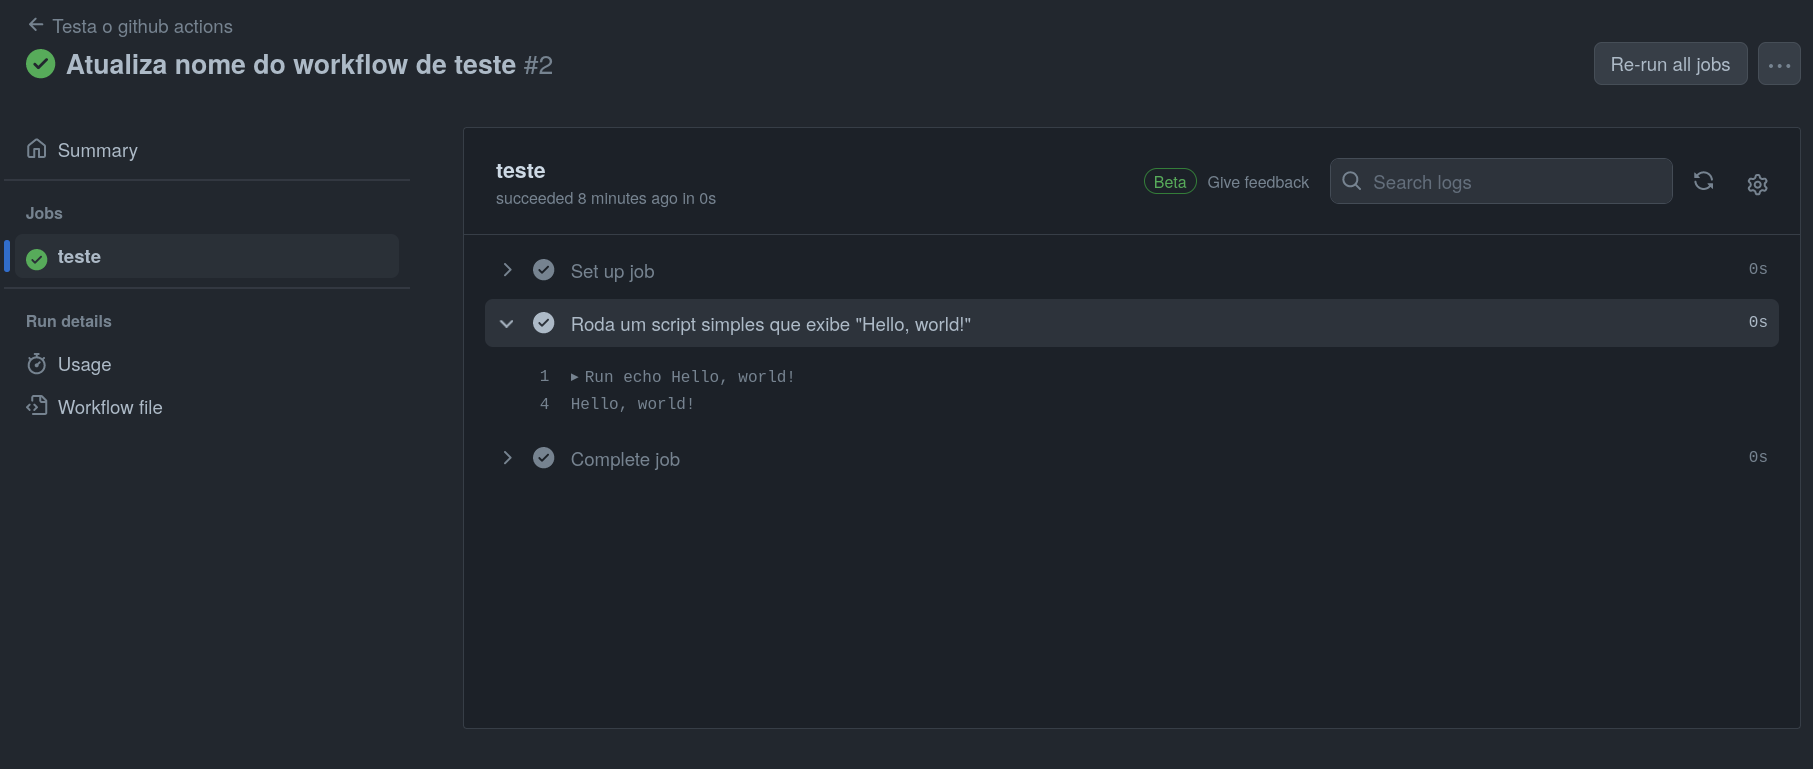 Testa o github actions
Atualiza nome do workflow de teste #2
Re-run all jobs
Summary
Jobs
teste
Run details
Usage
Workflow file
teste
succeeded 8 minutes ago in 0s
Beta Give feedback
Search logs
Set up job 0s
Roda um script simples que exibe "Hello, world!" 0s
1 Run echo Hello, world!
4 Hello, world!
Complete job 0s